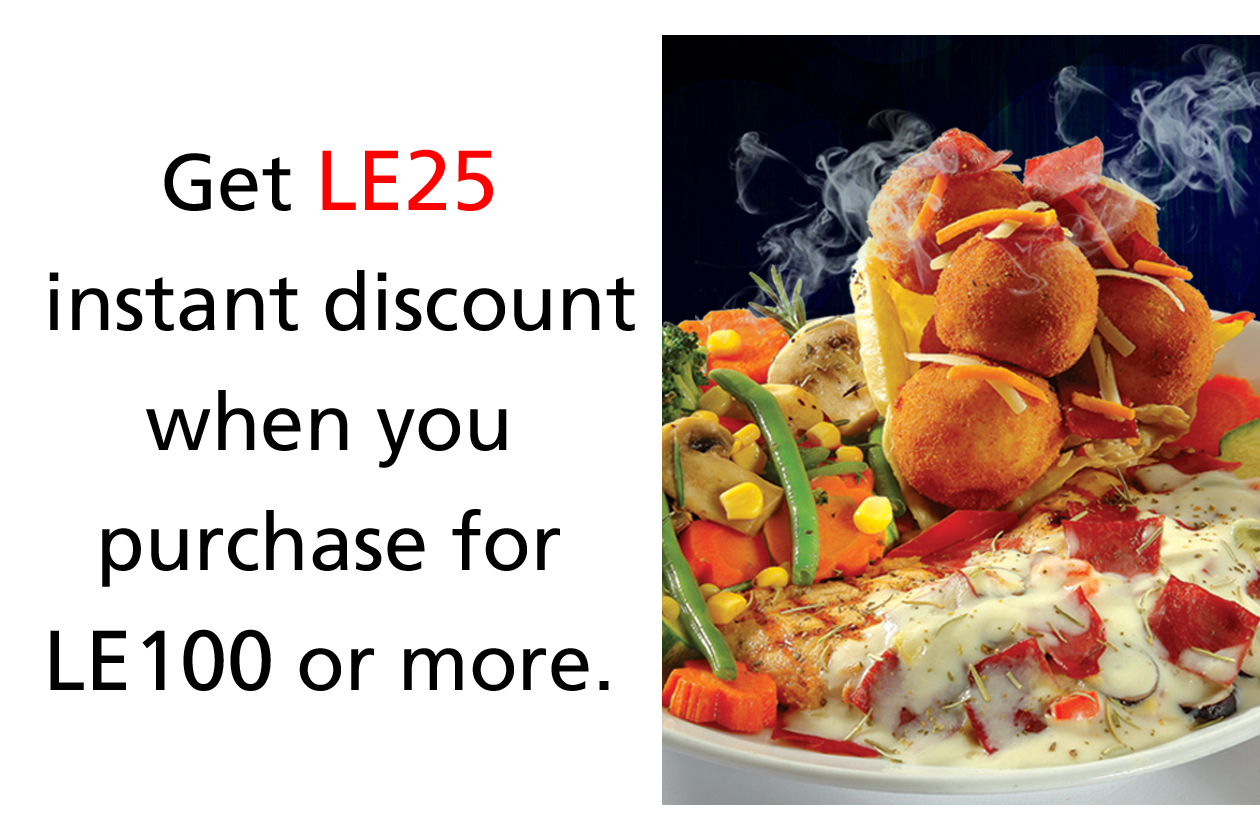 Get LE25
instant discount
when you
purchase for
LE100 or more.